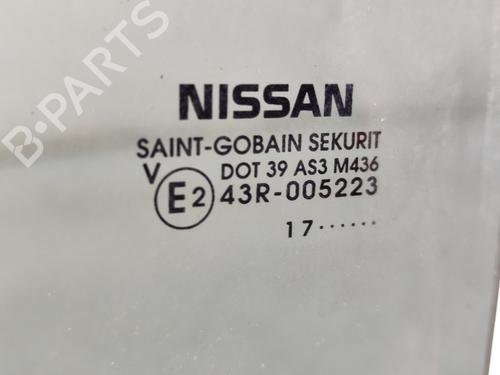 NISSAN
SAINT-GOBAIN SEKURIT
V DOT 39 AS3 M436
E2 43R-005223
17······
B-PARTS